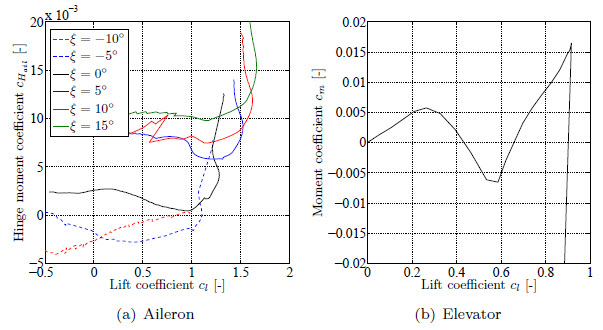 x 10⁻³
20
15
10
5
0
−5
ξ = −10°
ξ = −5°
ξ = 0°
ξ = 5°
ξ = 10°
ξ = 15°
Hinge moment coefficient c_{H_{ail}} [-]
−0.5 0 0.5 1 1.5 2
Lift coefficient c_l [-]
(a) Aileron
0.02
0.015
0.01
0.005
0
−0.005
−0.01
−0.015
−0.02
Moment coefficient c_m [-]
0 0.2 0.4 0.6 0.8 1
Lift coefficient c_l [-]
(b) Elevator